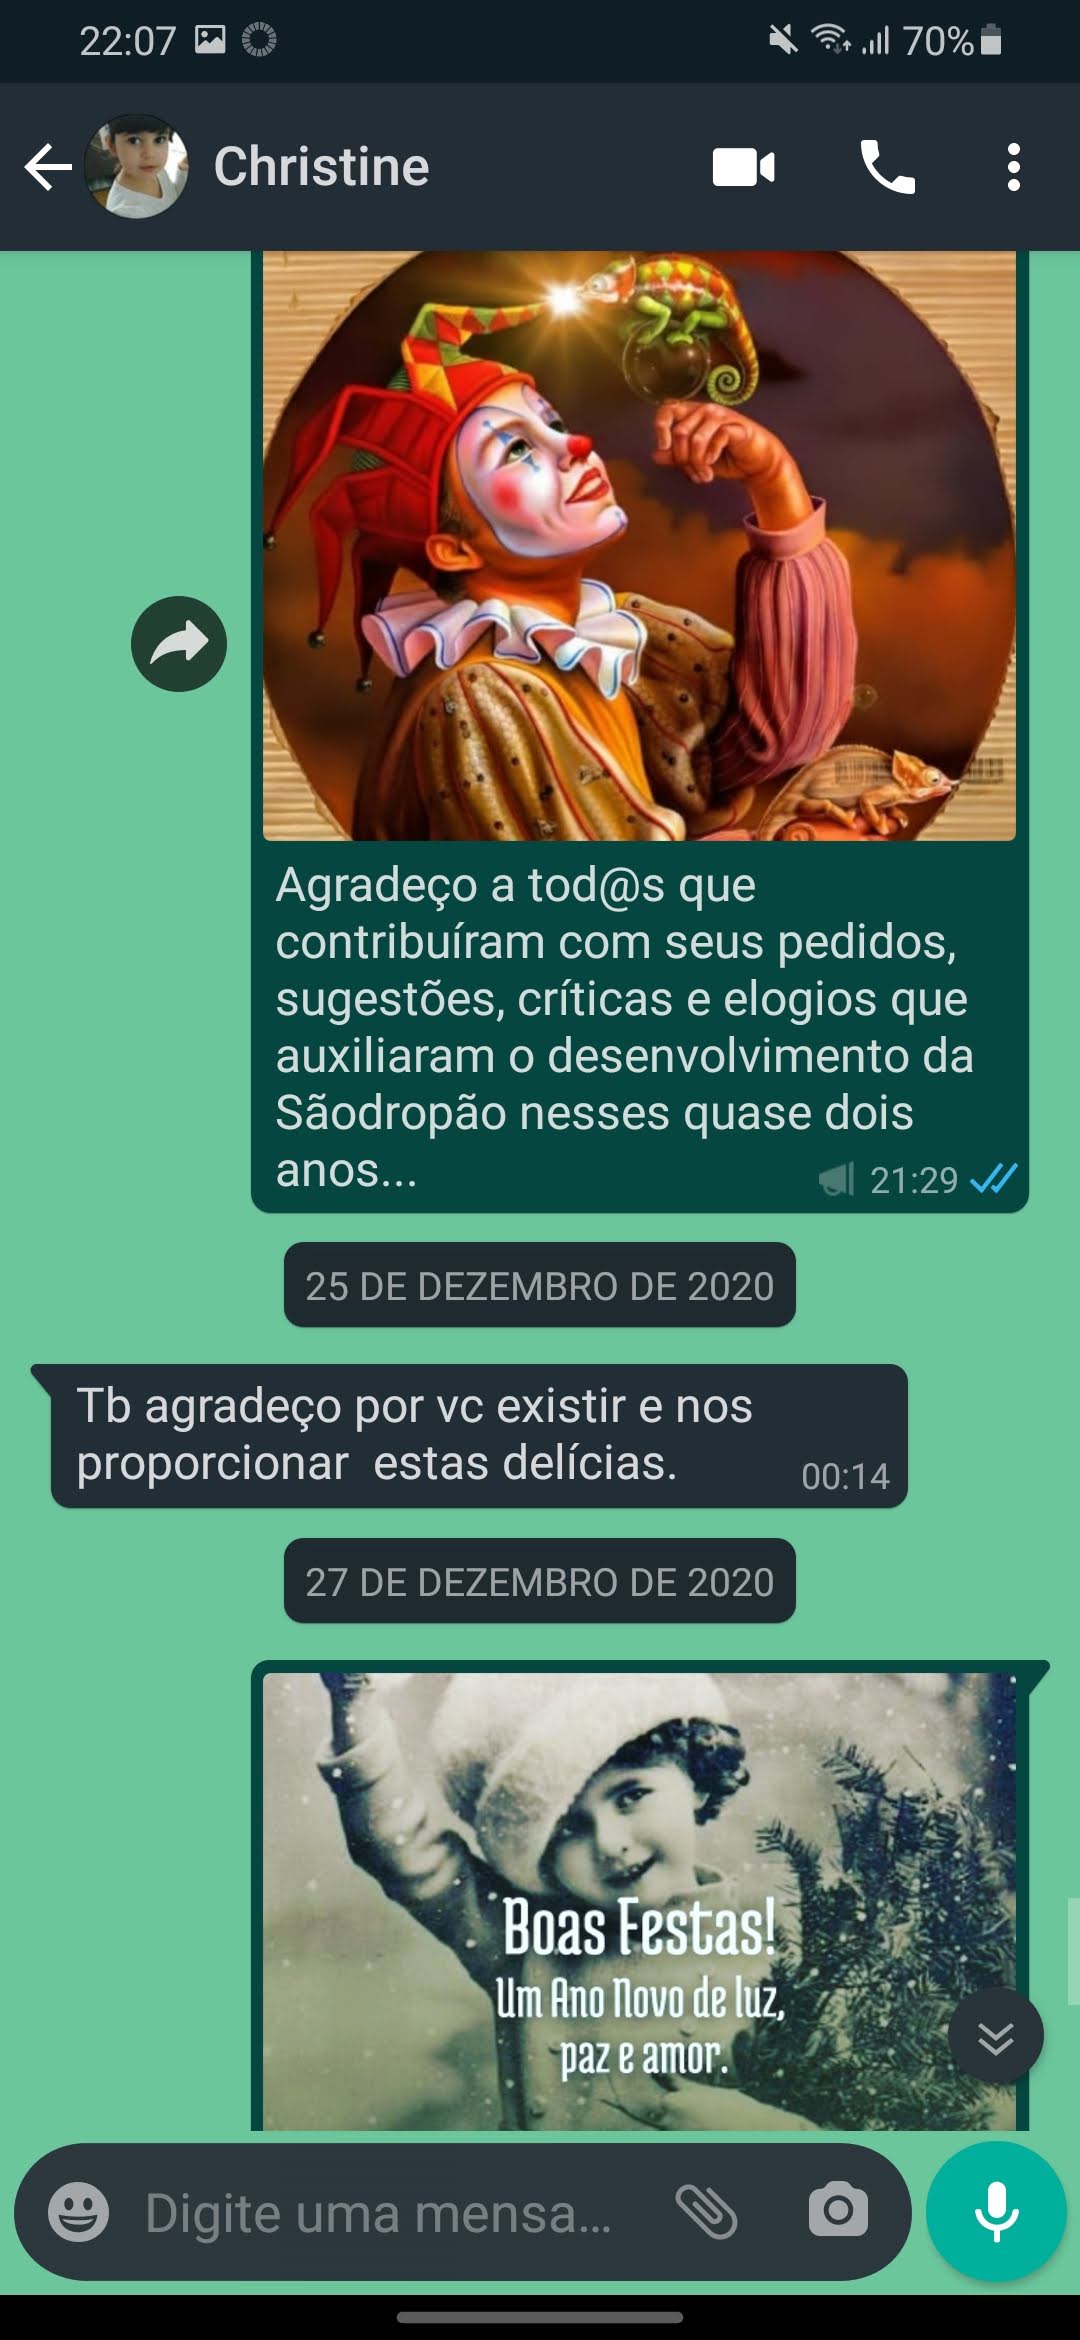 22:07
70%
Christine
Agradeço a tod@s que
contribuíram com seus pedidos,
sugestões, críticas e elogios que
auxiliaram o desenvolvimento da
Sãodropão nesses quase dois
anos...
21:29
25 DE DEZEMBRO DE 2020
Tb agradeço por vc existir e nos
proporcionar  estas delícias.
00:14
27 DE DEZEMBRO DE 2020
Boas Festas!
Um Ano Novo de luz,
paz e amor.
Digite uma mensa...